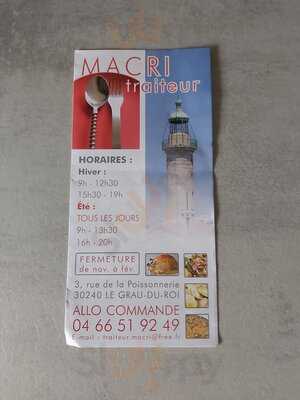 MACRI
traiteur
HORAIRES :
Hiver :
9h - 12h30
15h30 - 19h
Été :
TOUS LES JOURS
9h - 13h30
16h - 20h
FERMETURE
de nov. à fév.
3, rue de la Poissonnerie
30240 LE GRAU-DU-ROI
ALLO COMMANDE
04 66 51 92 49
E-mail : traiteur.macri@free.fr